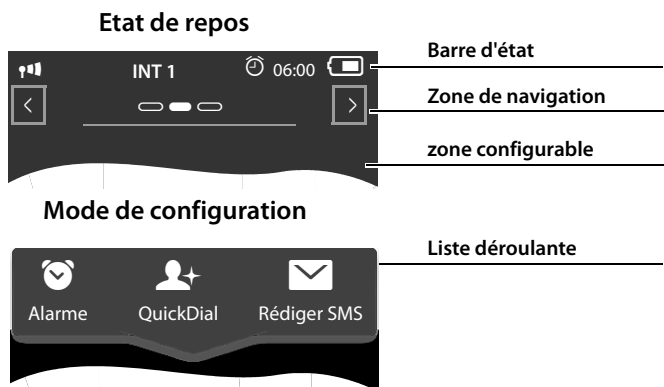 Etat de repos
INT 1
06:00
Barre d'état
Zone de navigation
zone configurable
Mode de configuration
Liste déroulante
Alarme
QuickDial
Rédiger SMS